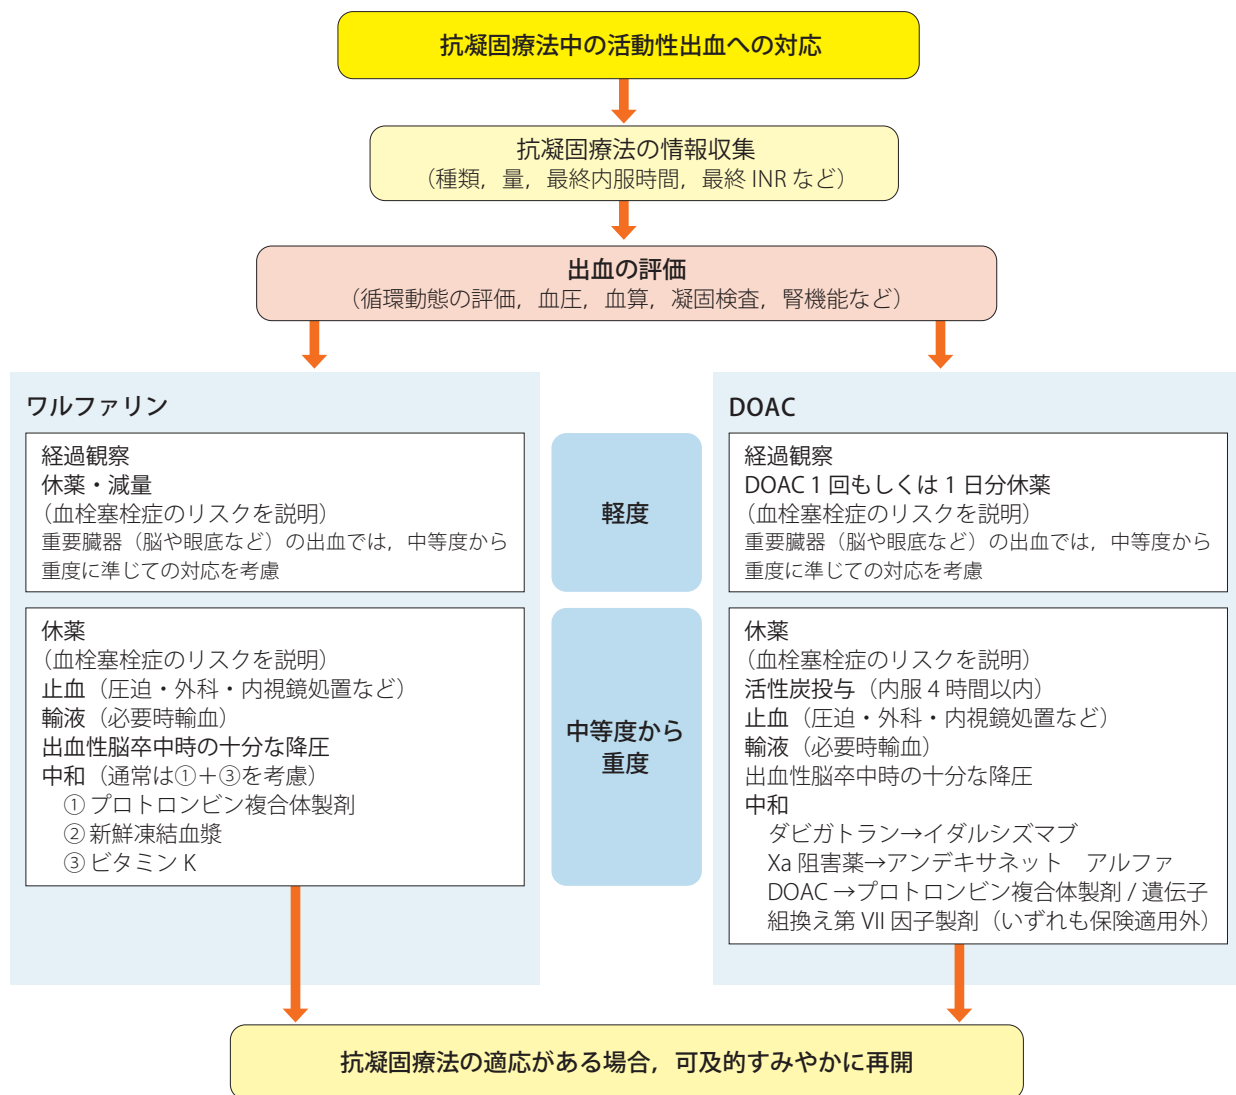 抗凝固療法中の活動性出血への対応
抗凝固療法の情報収集
（種類，量，最終内服時間，最終 INR など）
出血の評価
（循環動態の評価，血圧，血算，凝固検査，腎機能など）
ワルファリン
経過観察
休薬・減量
（血栓塞栓症のリスクを説明）
重要臓器（脳や眼底など）の出血では，中等度から
重度に準じての対応を考慮
軽度
DOAC
経過観察
DOAC 1 回もしくは 1 日分休薬
（血栓塞栓症のリスクを説明）
重要臓器（脳や眼底など）の出血では，中等度から
重度に準じての対応を考慮
休薬
（血栓塞栓症のリスクを説明）
止血（圧迫・外科・内視鏡処置など）
輸液（必要時輸血）
出血性脳卒中時の十分な降圧
中和（通常は①＋③を考慮）
① プロトロンビン複合体製剤
② 新鮮凍結血漿
③ ビタミン K
中等度から
重度
休薬
（血栓塞栓症のリスクを説明）
活性炭投与（内服 4 時間以内）
止血（圧迫・外科・内視鏡処置など）
輸液（必要時輸血）
出血性脳卒中時の十分な降圧
中和
ダビガトラン→イダルシズマブ
Xa 阻害薬→アンデキサネット　アルファ
DOAC →プロトロンビン複合体製剤 / 遺伝子
組換え第 VII 因子製剤（いずれも保険適用外）
抗凝固療法の適応がある場合，可及的すみやかに再開